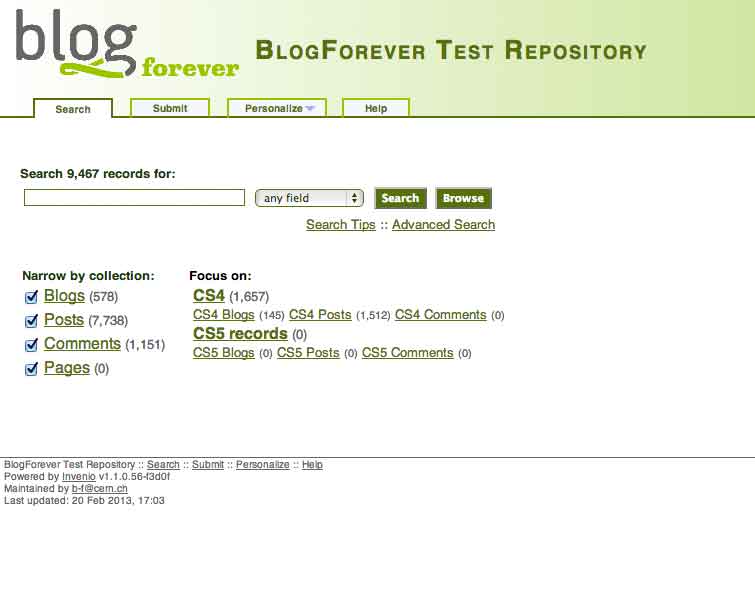 blog forever
BLOGFOREVER TEST REPOSITORY
Search Submit Personalize Help
Search 9,467 records for:
any field Search Browse
Search Tips :: Advanced Search
Narrow by collection: Focus on:
Blogs (578) CS4 (1,657)
CS4 Blogs (145) CS4 Posts (1,512) CS4 Comments (0)
Posts (7,738) CS5 records (0)
Comments (1,151) CS5 Blogs (0) CS5 Posts (0) CS5 Comments (0)
Pages (0)
BlogForever Test Repository :: Search :: Submit :: Personalize :: Help
Powered by Invenio v1.1.0.56-f3d0f
Maintained by b-f@cern.ch
Last updated: 20 Feb 2013, 17:03